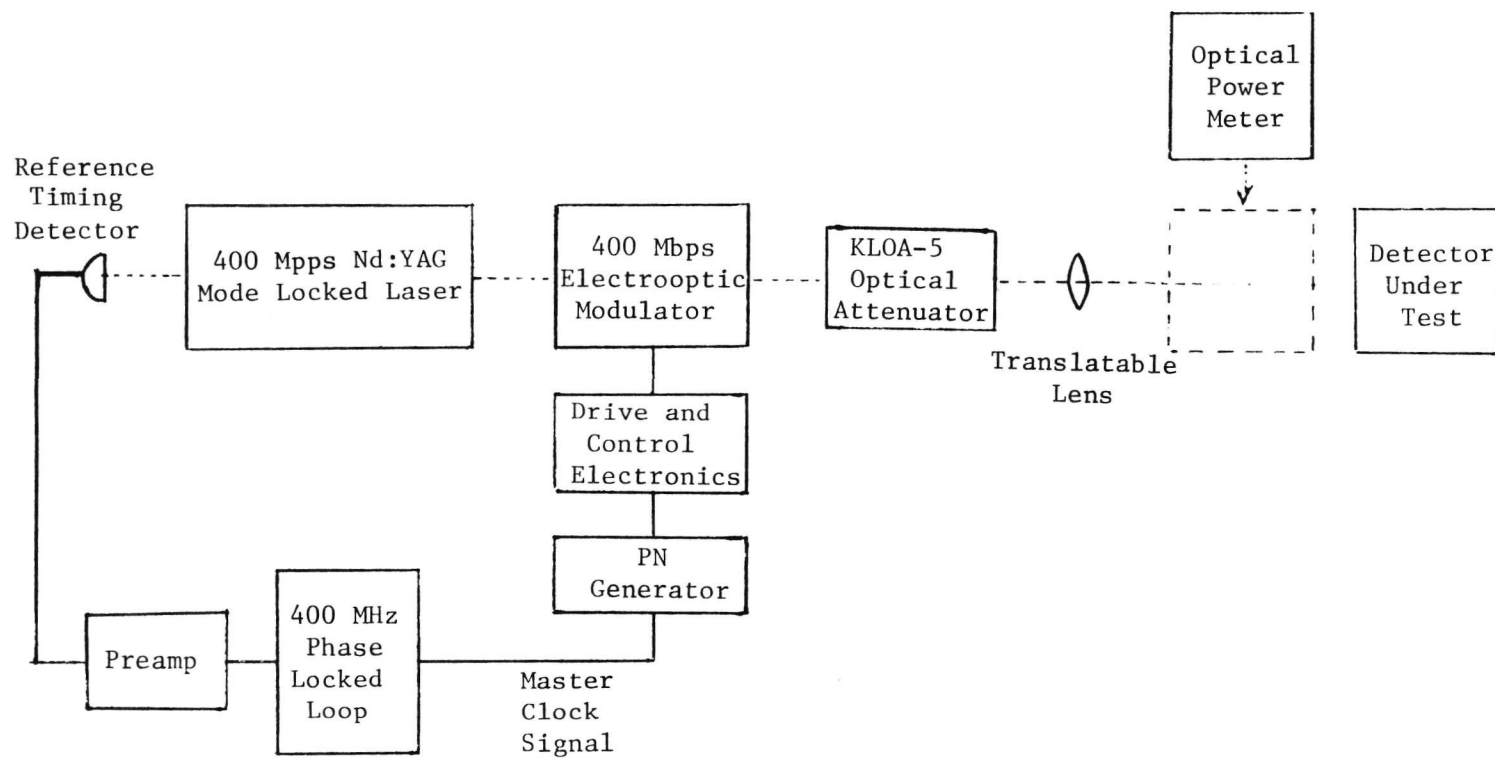 Optical
Power
Meter
Reference
Timing
Detector
400 Mpps Nd:YAG
Mode Locked Laser
400 Mbps
Electrooptic
Modulator
KLOA-5
Optical
Attenuator
Translatable
Lens
Detector
Under
Test
Drive and
Control
Electronics
PN
Generator
Preamp
400 MHz
Phase
Locked
Loop
Master
Clock
Signal